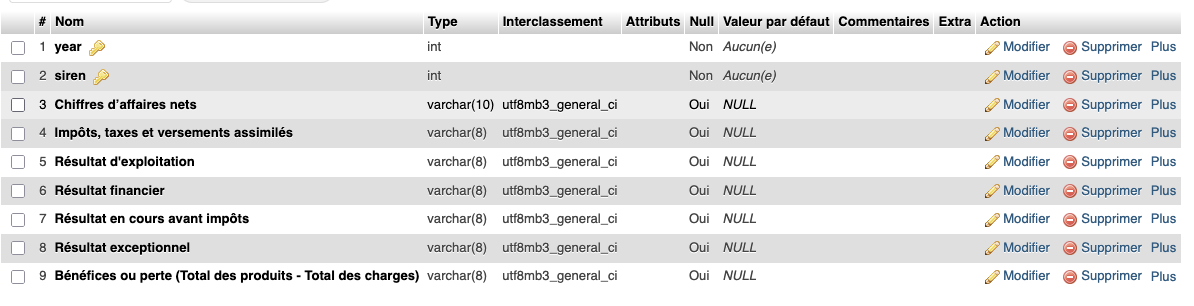 # Nom Type Interclassement Attributs Null Valeur par défaut Commentaires Extra Action
1 year int Non Aucun(e) Modifier Supprimer Plus
2 siren int Non Aucun(e) Modifier Supprimer Plus
3 Chiffres d’affaires nets varchar(10) utf8mb3_general_ci Oui NULL Modifier Supprimer Plus
4 Impôts, taxes et versements assimilés varchar(8) utf8mb3_general_ci Oui NULL Modifier Supprimer Plus
5 Résultat d'exploitation varchar(8) utf8mb3_general_ci Oui NULL Modifier Supprimer Plus
6 Résultat financier varchar(8) utf8mb3_general_ci Oui NULL Modifier Supprimer Plus
7 Résultat en cours avant impôts varchar(8) utf8mb3_general_ci Oui NULL Modifier Supprimer Plus
8 Résultat exceptionnel varchar(8) utf8mb3_general_ci Oui NULL Modifier Supprimer Plus
9 Bénéfices ou perte (Total des produits - Total des charges) varchar(8) utf8mb3_general_ci Oui NULL Modifier Supprimer Plus